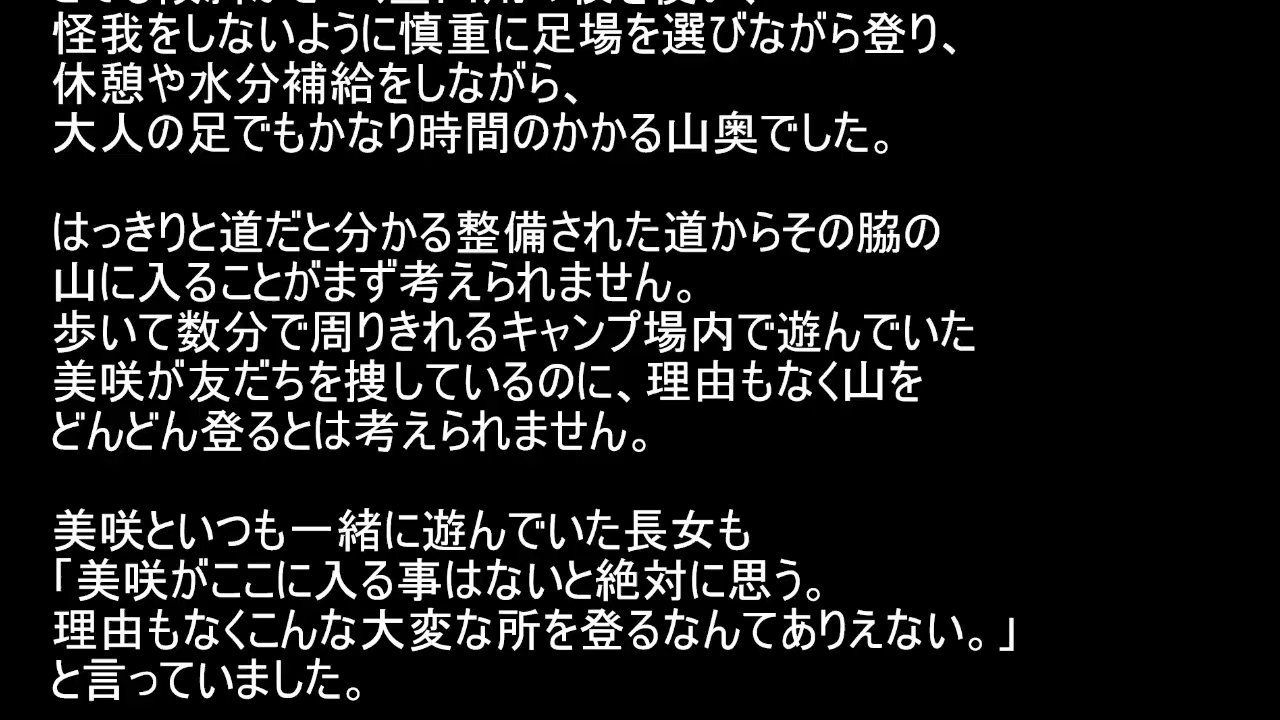 怪我をしないように慎重に足場を選びながら登り、
休憩や水分補給をしながら、
大人の足でもかなり時間のかかる山奥でした。
はっきりと道だと分かる整備された道からその脇の
山に入ることがまず考えられません。
歩いて数分で周りきれるキャンプ場内で遊んでいた
美咲が友だちを捜しているのに、理由もなく山を
どんどん登るとは考えられません。
美咲といつも一緒に遊んでいた長女も
「美咲がここに入る事はないと絶対に思う。
理由もなくこんな大変な所を登るなんてありえない。」
と言っていました。